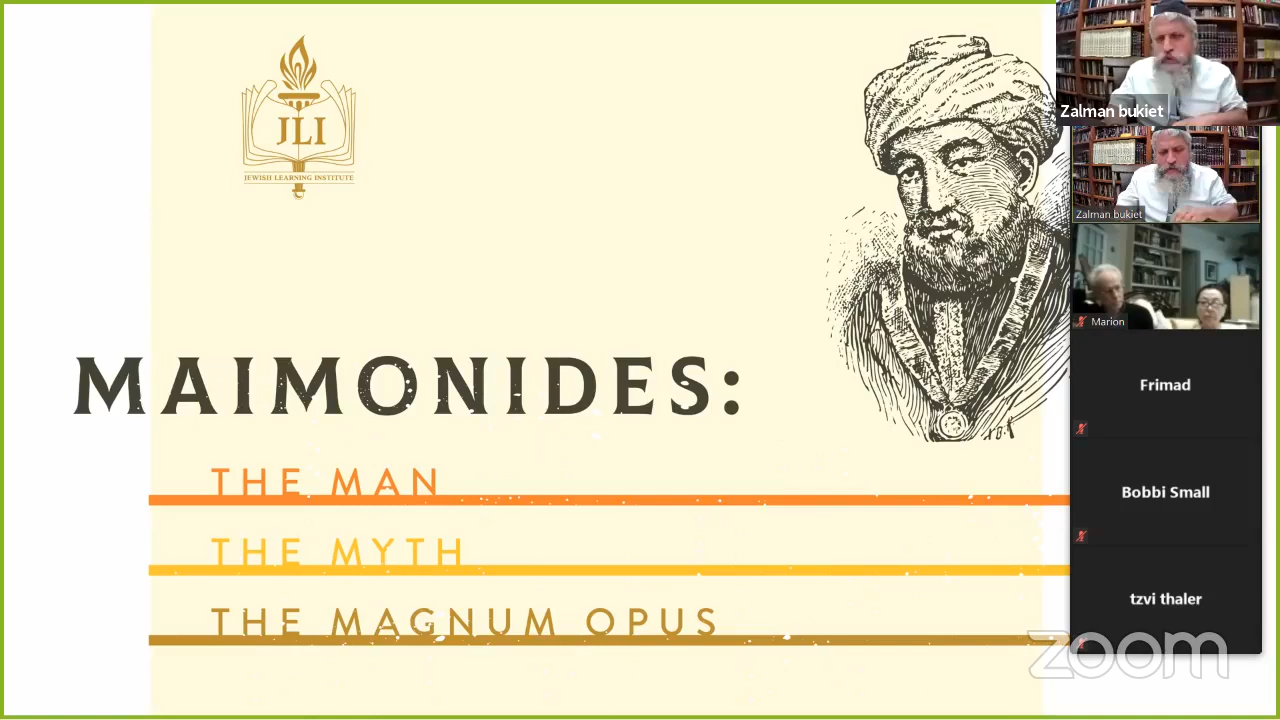 JLI
JEWISH LEARNING INSTITUTE
MAIMONIDES:
THE MAN
THE MYTH
THE MAGNUM OPUS
Zalman bukiet
Zalman bukiet
Marion
Frimad
Bobbi Small
tzvi thaler
zoom